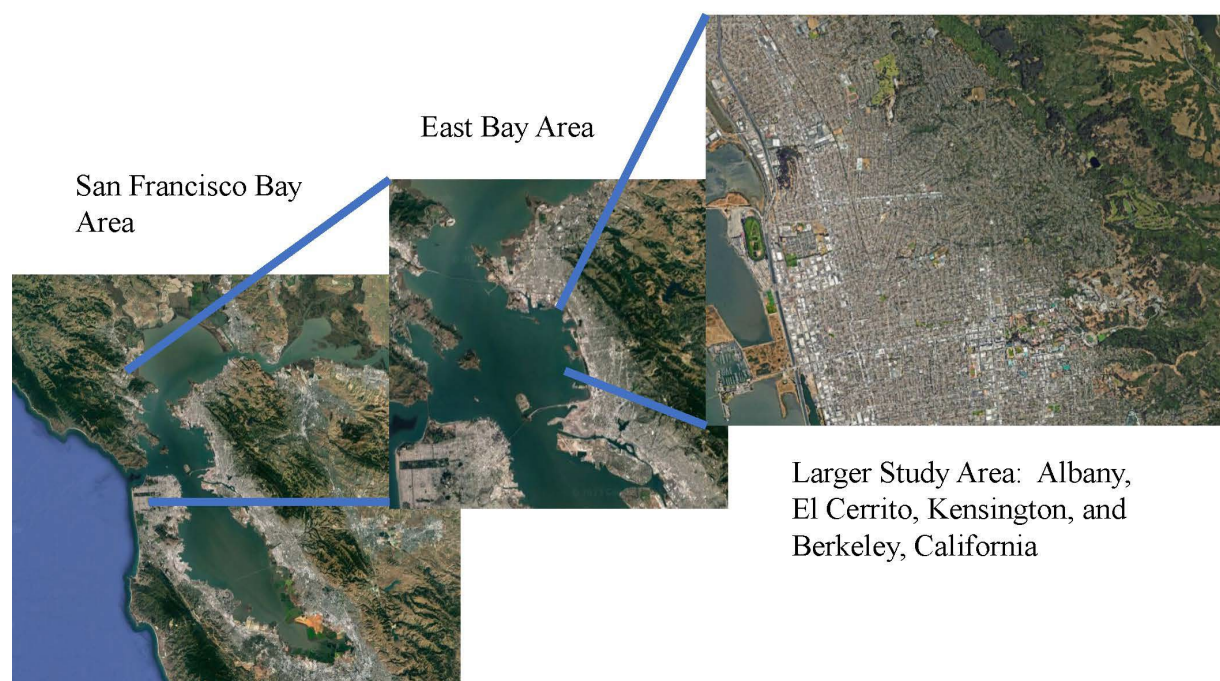 East Bay Area
San Francisco Bay
Area
Larger Study Area: Albany,
El Cerrito, Kensington, and
Berkeley, California